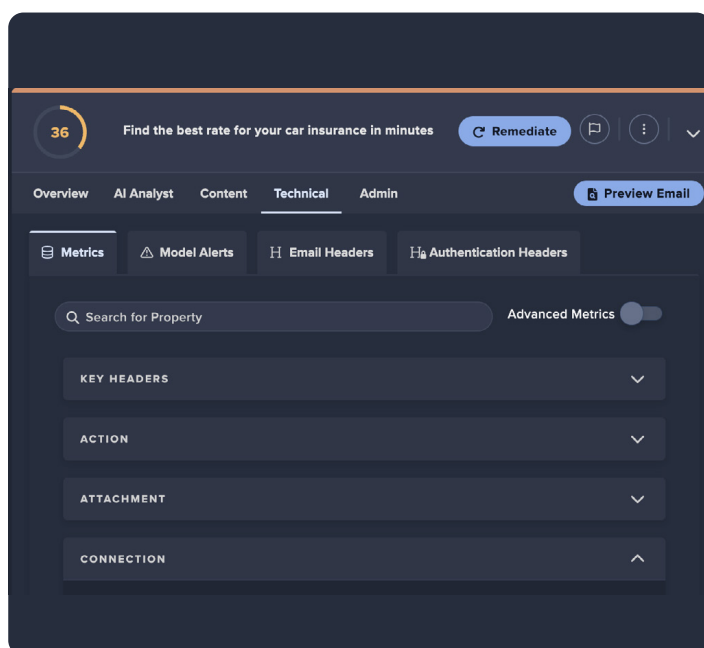 36
Find the best rate for your car insurance in minutes
Remediate
Overview
AI Analyst
Content
Technical
Admin
Preview Email
Metrics
Model Alerts
H Email Headers
H Authentication Headers
Search for Property
Advanced Metrics
KEY HEADERS
ACTION
ATTACHMENT
CONNECTION